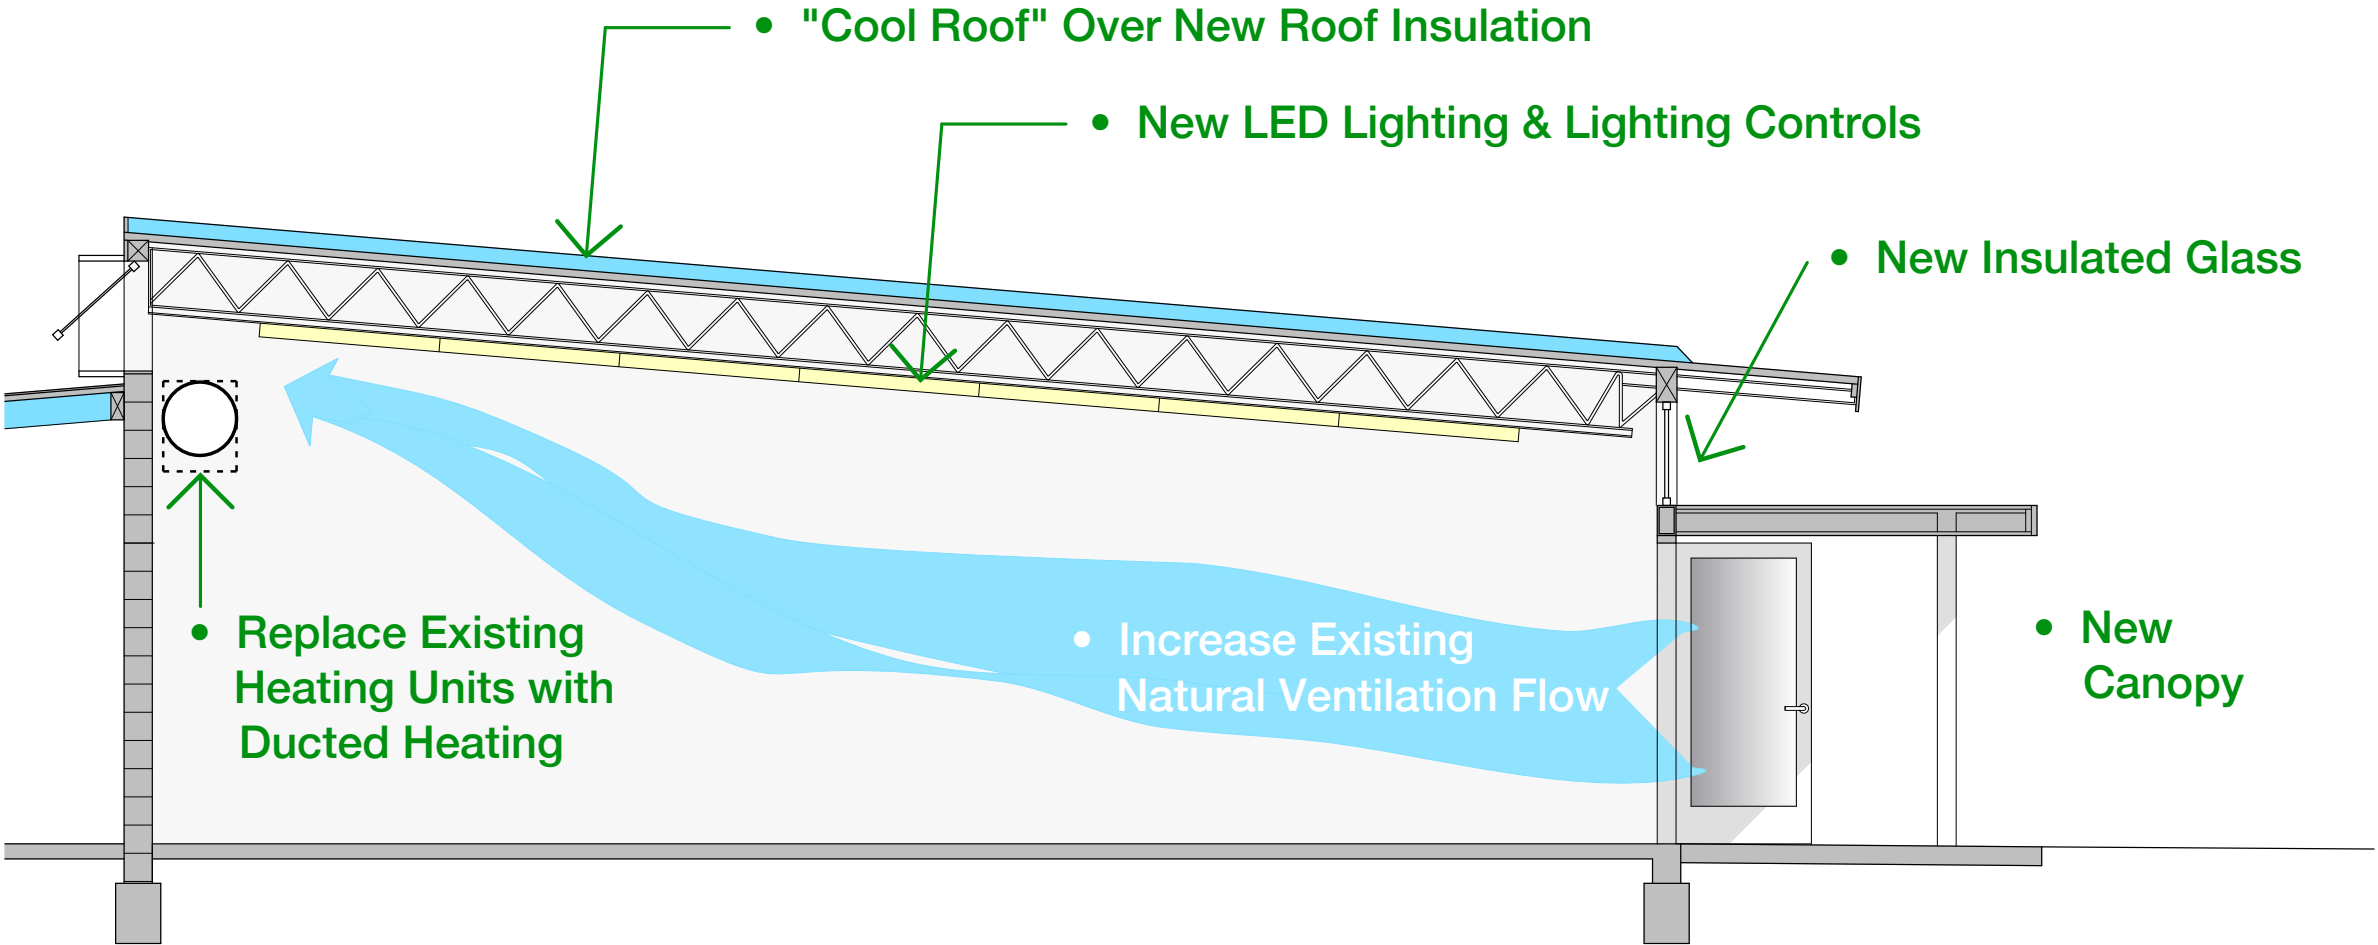 • "Cool Roof" Over New Roof Insulation
• New LED Lighting & Lighting Controls
• New Insulated Glass
• Replace Existing
Heating Units with
Ducted Heating
• Increase Existing
Natural Ventilation Flow
• New
Canopy